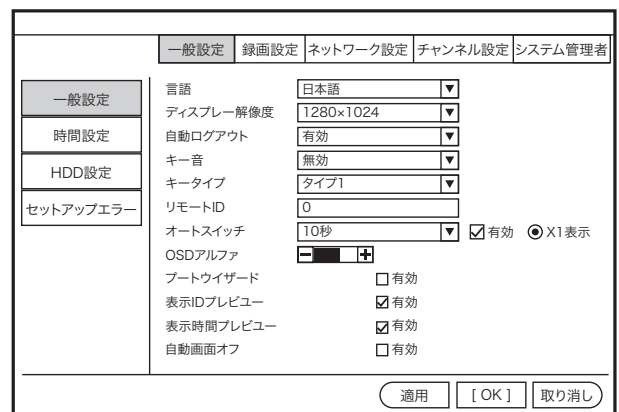 一般設定 録画設定 ネットワーク設定 チャンネル設定 システム管理者
一般設定
時間設定
HDD設定
セットアップエラー
言語 日本語
ディスプレー解像度 1280×1024
自動ログアウト 有効
キー音 無効
キータイプ タイプ1
リモートID 0
オートスイッチ 10秒 有効 X1表示
OSDアルファ
ブートウイザード 有効
表示IDプレビユー 有効
表示時間プレビユー 有効
自動画面オフ 有効
適用 [ OK ] 取り消し